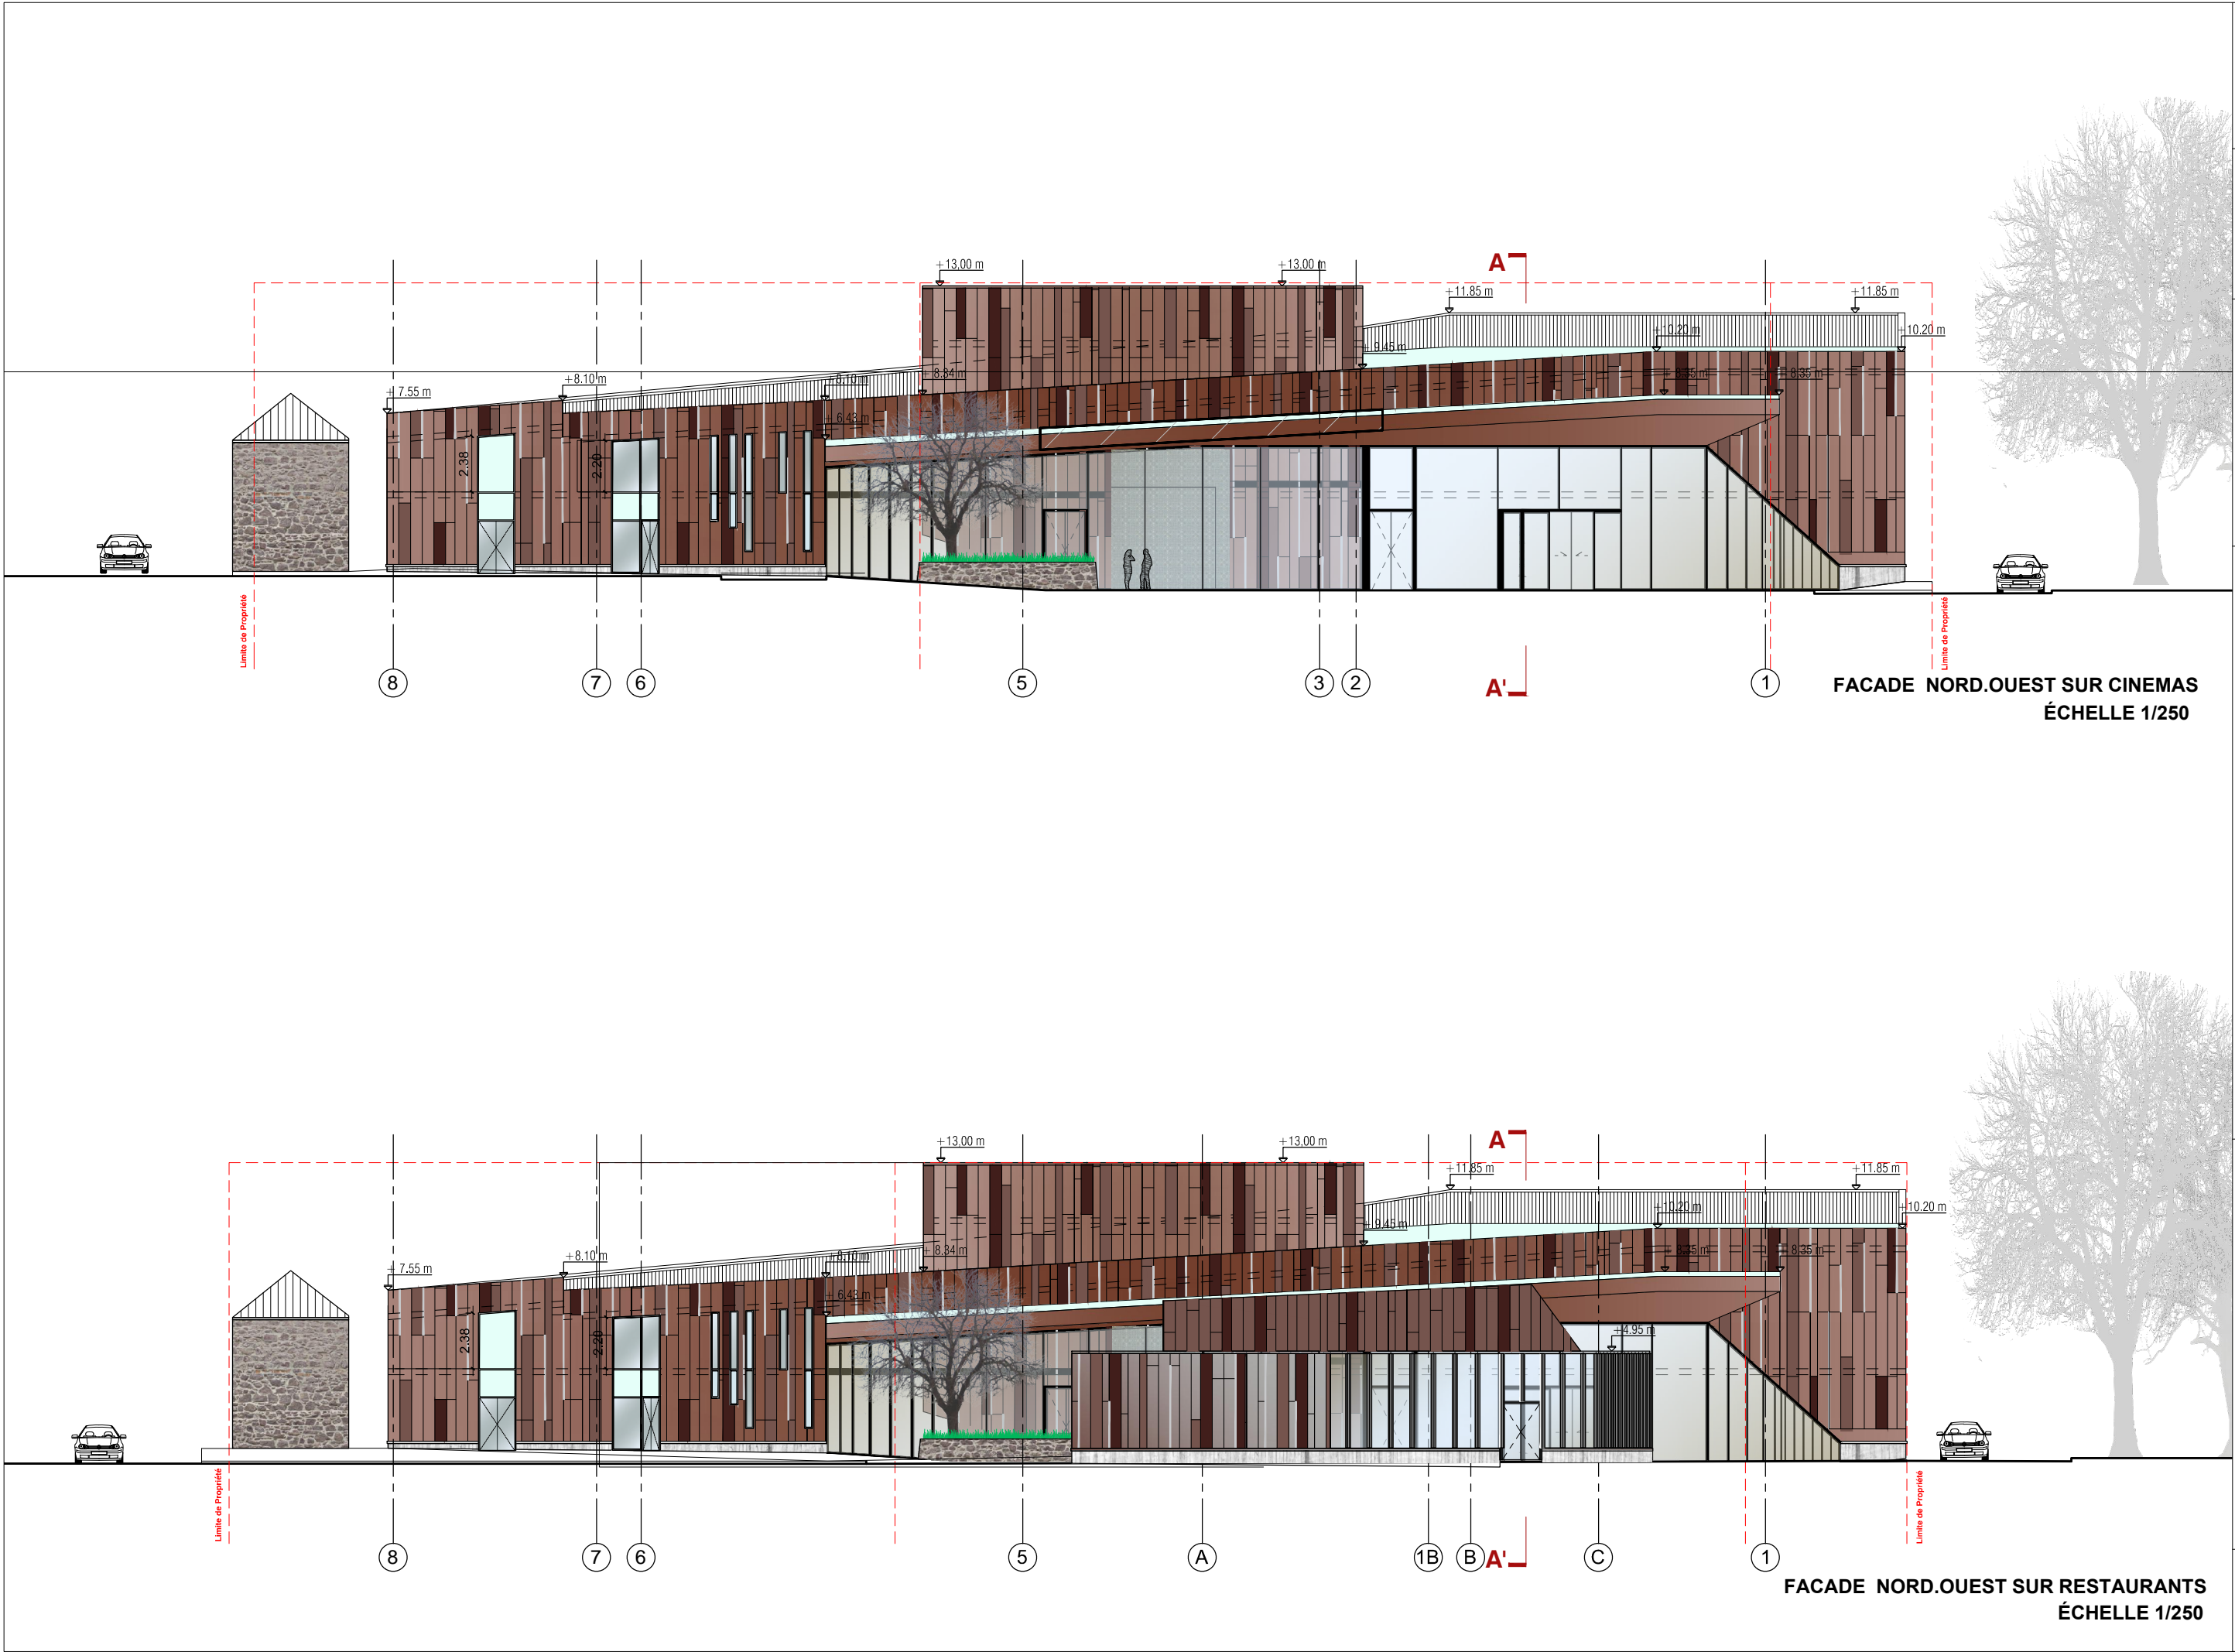 A
+13.00 m
+13.00 m
+11.85 m
+11.85 m
+10.20 m
+10.20 m
+ 9.45 m
+ 8.34 m
+ 8.35 m
+ 8.35 m
+8.10 m
+8.10 m
+ 7.55 m
+ 6.43 m
2.38
2.20
Limite de Propriété
Limite de Propriété
8
7
6
5
3
2
A'
1
FACADE NORD.OUEST SUR CINEMAS
ÉCHELLE 1/250
A
+13.00 m
+13.00 m
+11.85 m
+11.85 m
+10.20 m
+10.20 m
+ 9.45 m
+ 8.34 m
+ 8.35 m
+ 8.35 m
+8.10 m
+8.10 m
+ 7.55 m
+ 6.43 m
+4.95 m
2.38
2.20
Limite de Propriété
Limite de Propriété
8
7
6
5
A
1B
B
A'
C
1
FACADE NORD.OUEST SUR RESTAURANTS
ÉCHELLE 1/250